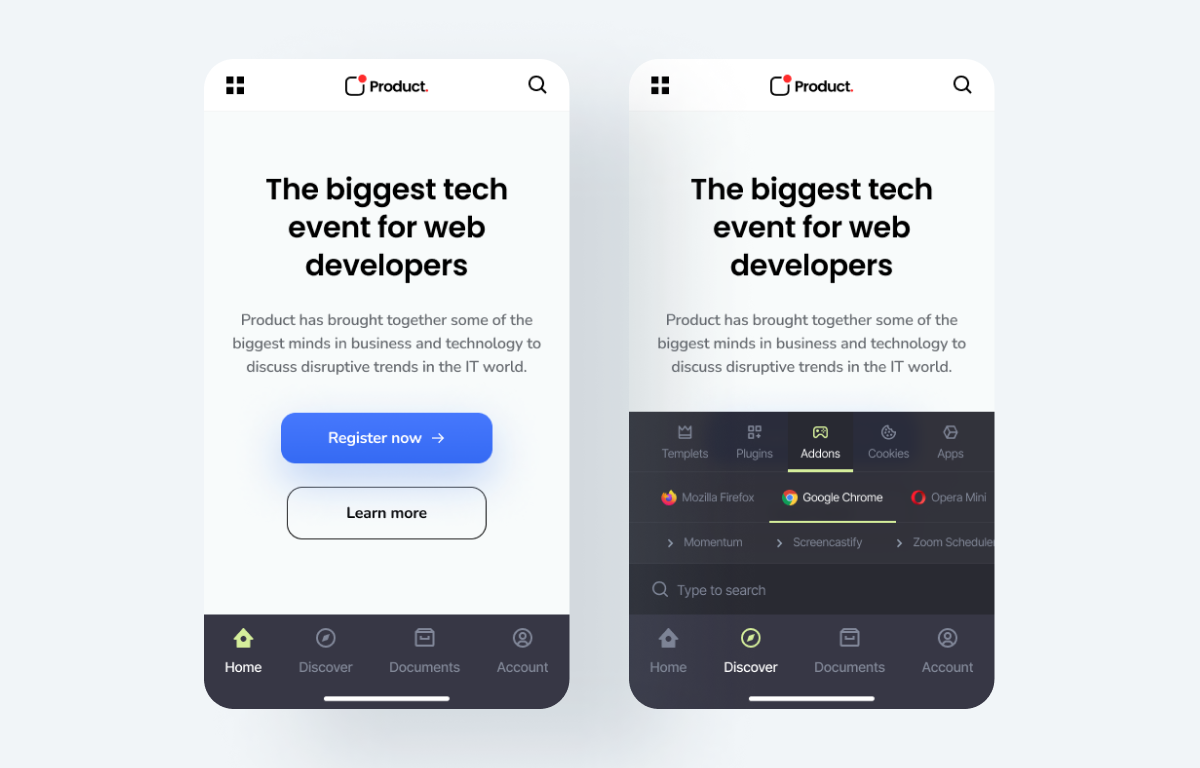 Product.
The biggest tech
event for web
developers
Product has brought together some of the
biggest minds in business and technology to
discuss disruptive trends in the IT world.
Register now
Learn more
Home Discover Documents Account
Product.
The biggest tech
event for web
developers
Product has brought together some of the
biggest minds in business and technology to
discuss disruptive trends in the IT world.
Templets Plugins Addons Cookies Apps
Mozilla Firefox Google Chrome Opera Mini
Momentum Screencastify Zoom Scheduler
Type to search
Home Discover Documents Account